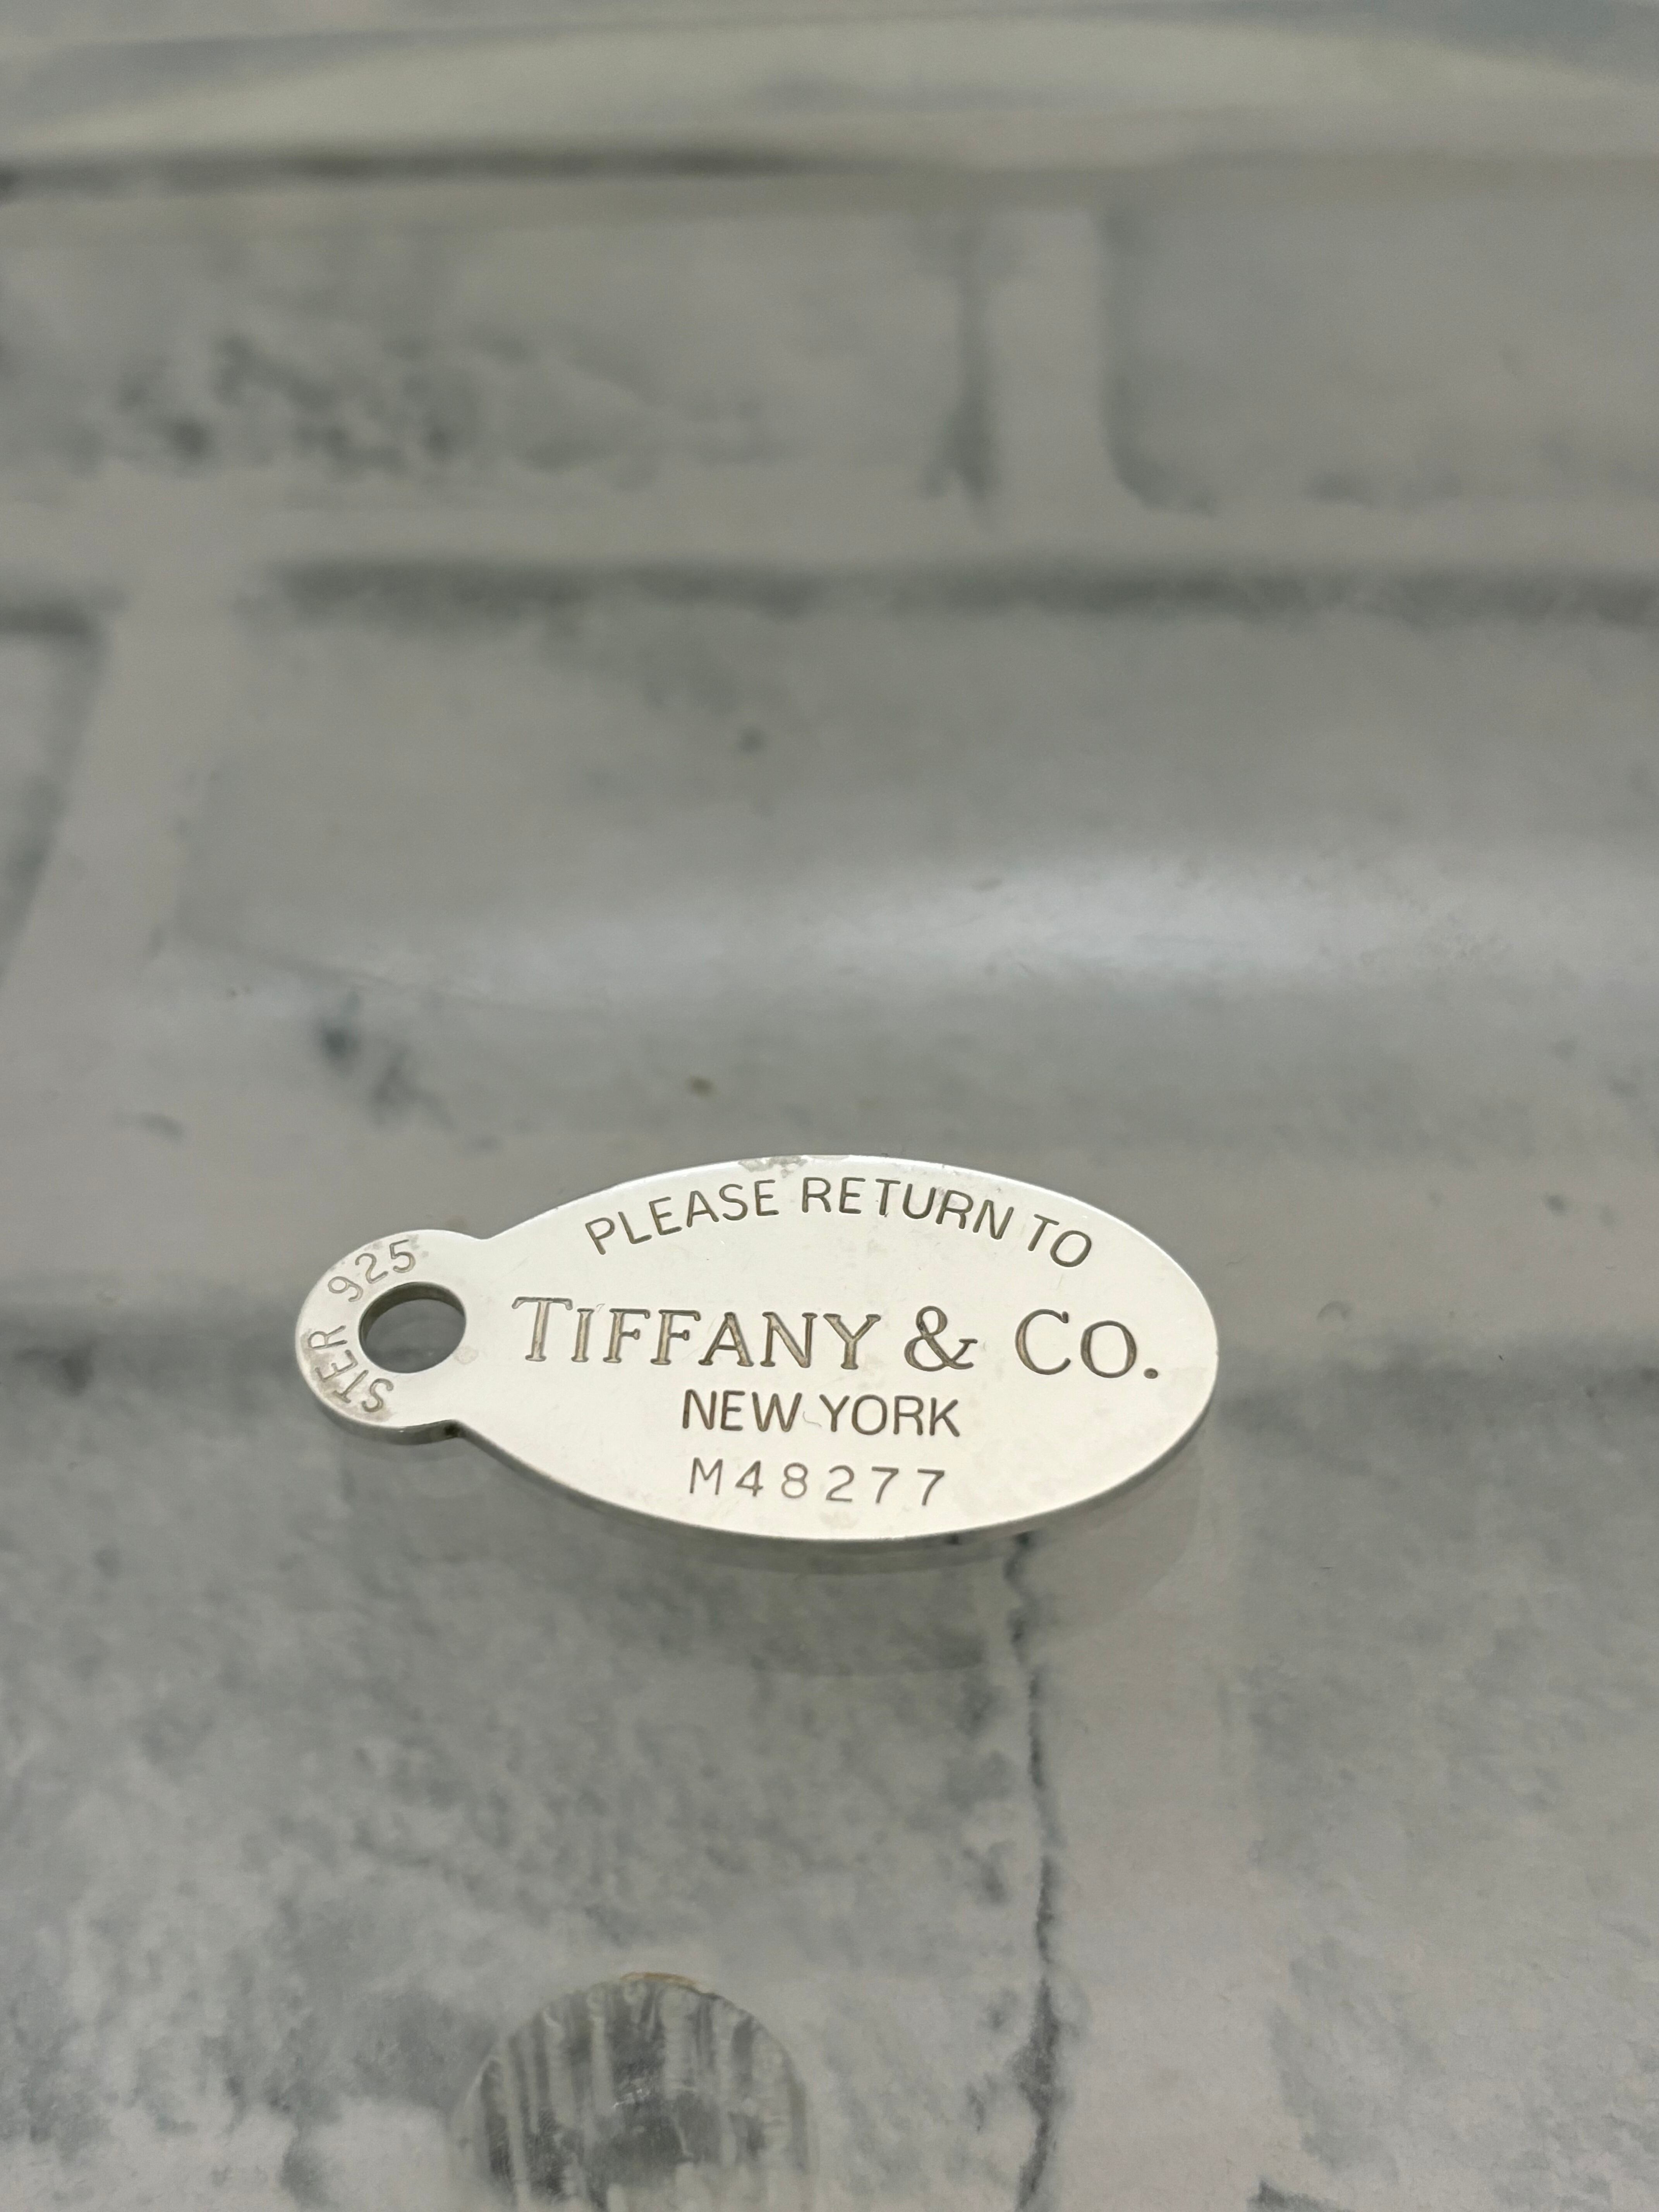 PLEASE RETURN TO
TIFFANY & CO.
NEW YORK
M48277
STER 925